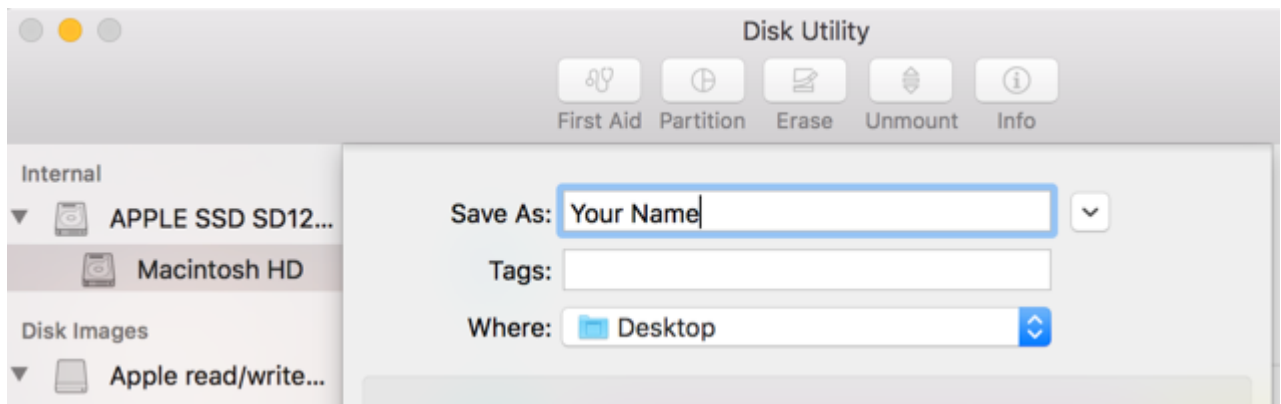 Disk Utility
First Aid Partition Erase Unmount Info
Internal
APPLE SSD SD12...
Macintosh HD
Disk Images
Apple read/write...
Save As: Your Name
Tags:
Where: Desktop